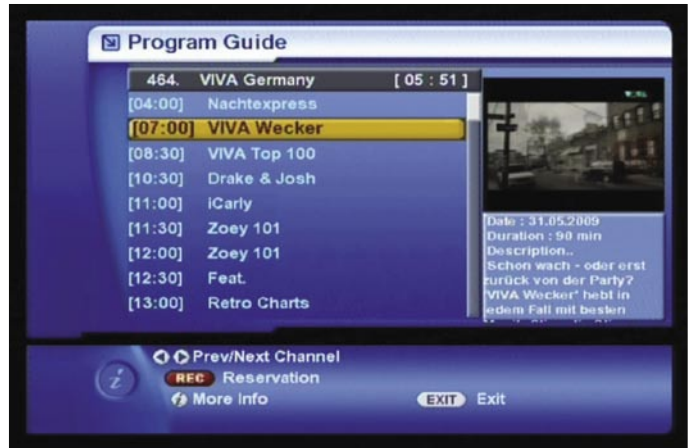 Program Guide
464. VIVA Germany [ 05 : 51 ]
[04:00] Nachtexpress
[07:00] VIVA Wecker
[08:30] VIVA Top 100
[10:30] Drake & Josh
[11:00] iCarly
[11:30] Zoey 101
[12:00] Zoey 101
[12:30] Feat.
[13:00] Retro Charts
Date : 31.05.2009
Duration : 90 min
Description..
Schon wach - oder erst
zurück von der Party?
'VIVA Wecker' hebt in
edem Fall mit besten
Prev/Next Channel
REC Reservation
i More Info
EXIT Exit